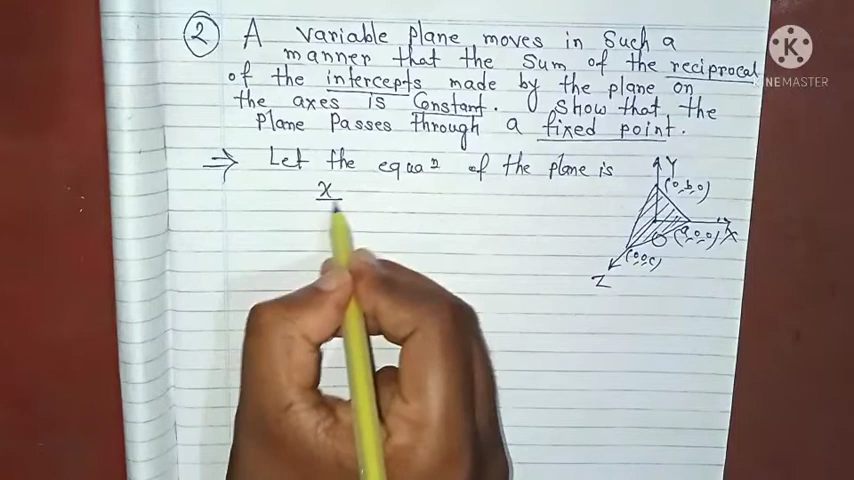 2 A variable plane moves in such a
manner that the sum of the reciprocal
of the intercepts made by the plane on
the axes is Constant. Show that the
plane passes through a fixed point.
⇒ Let the equaⁿ of the plane is
x
Y
(0,b,0)
(a,0,0) X
O
(0,0,c)
Z
K
KINEMASTER